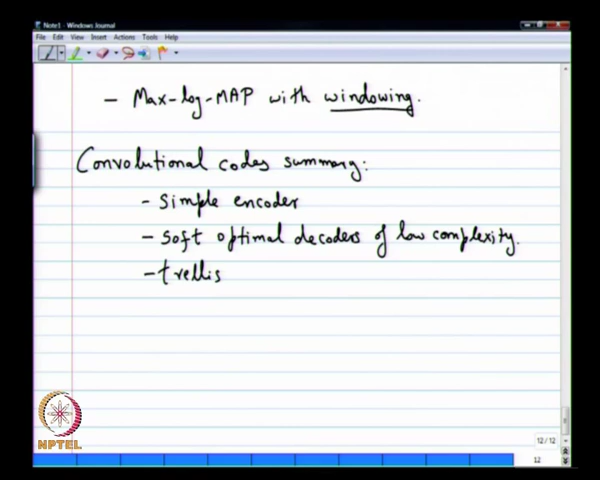 Note1 - Windows Journal
File Edit View Insert Actions Tools Help
- Max-log-MAP with windowing.
Convolutional codes summary:
- simple encoder
- soft optimal decoders of low complexity.
- trellis
NPTEL
12/12
12